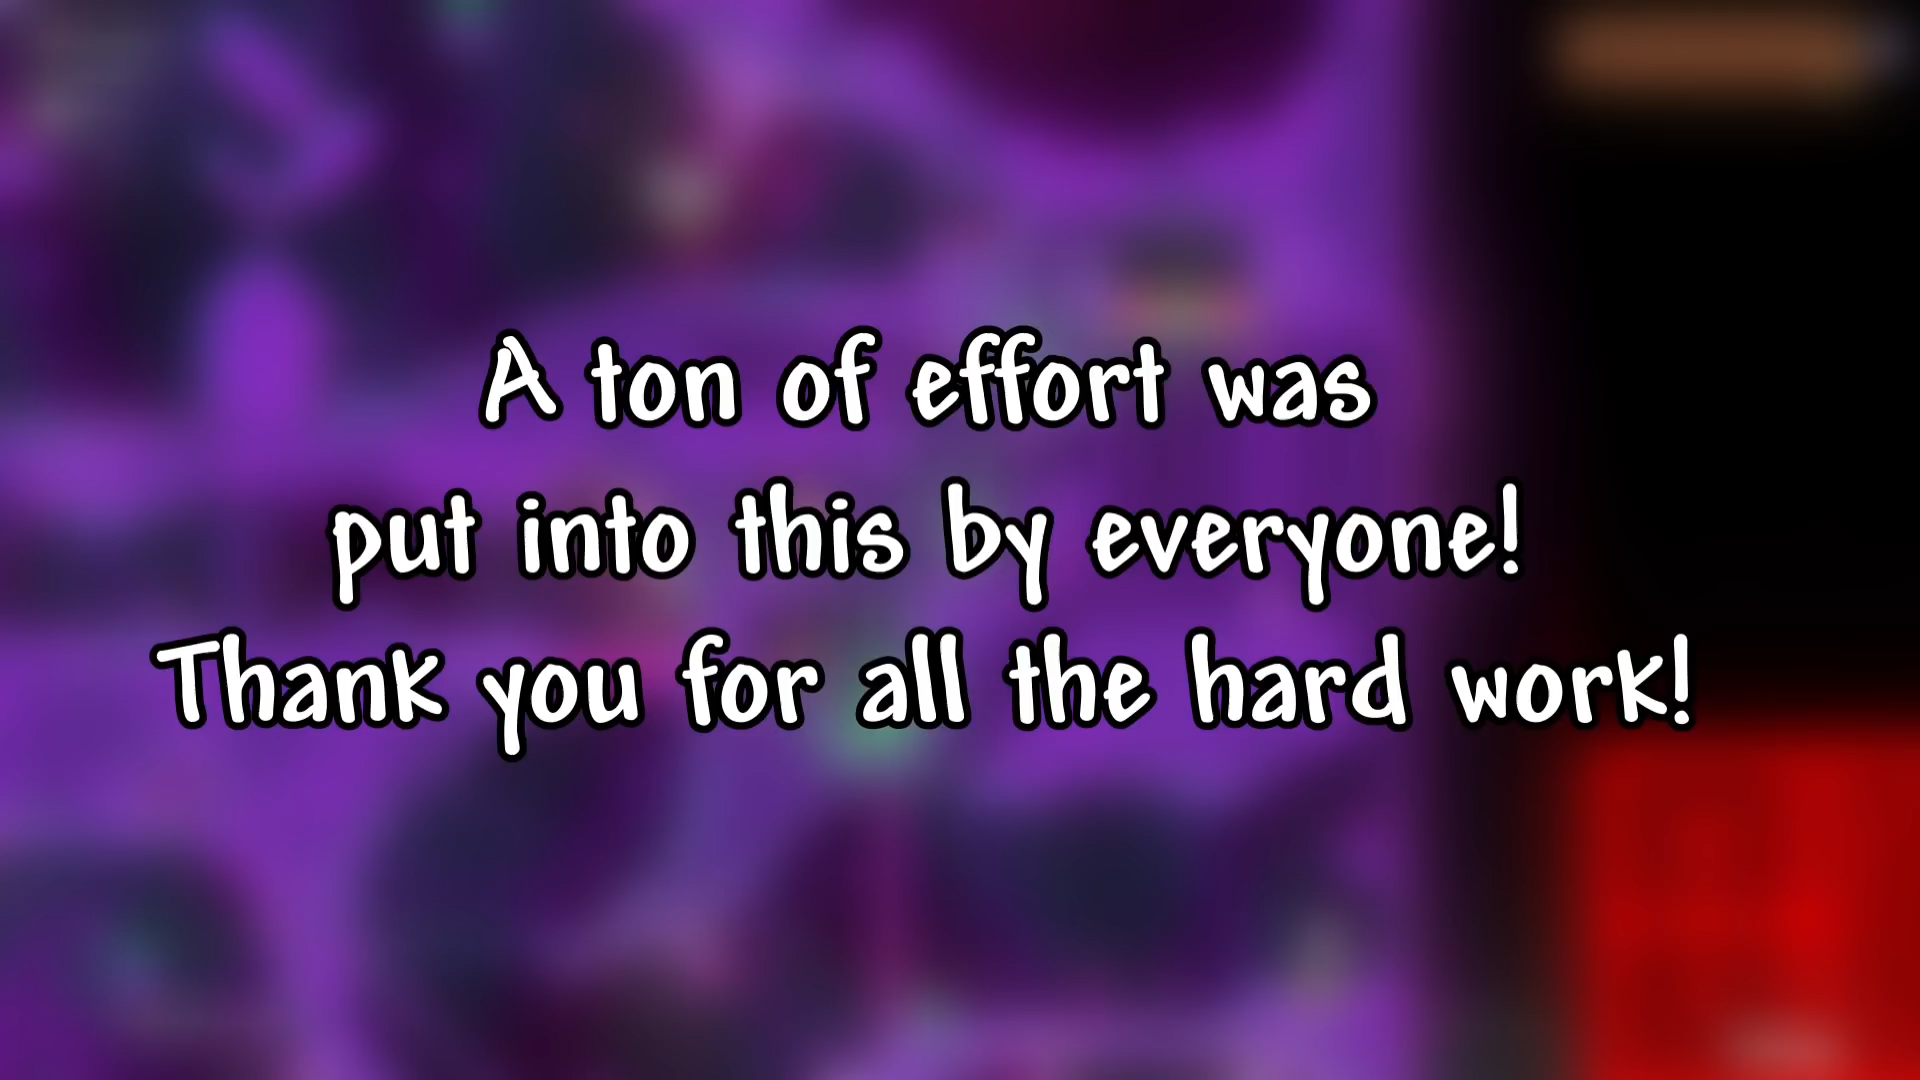 A ton of effort was
put into this by everyone!
Thank you for all the hard work!